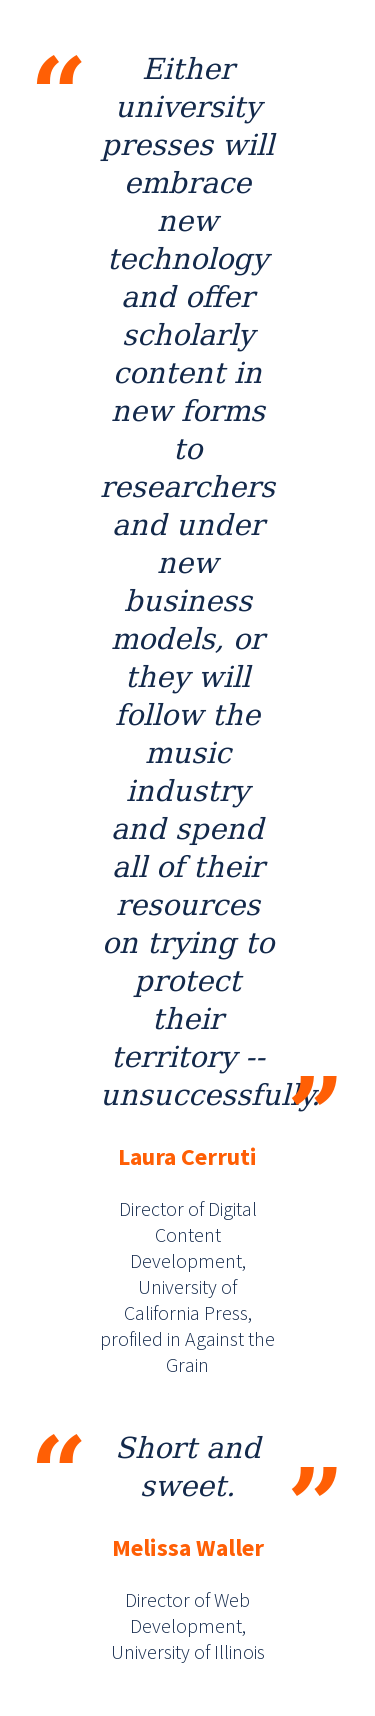 “ Either
university
presses will
embrace
new
technology
and offer
scholarly
content in
new forms
to
researchers
and under
new
business
models, or
they will
follow the
music
industry
and spend
all of their
resources
on trying to
protect
their
territory --
unsuccessfully. ”
Laura Cerruti
Director of Digital
Content
Development,
University of
California Press,
profiled in Against the
Grain
“ Short and
sweet. ”
Melissa Waller
Director of Web
Development,
University of Illinois